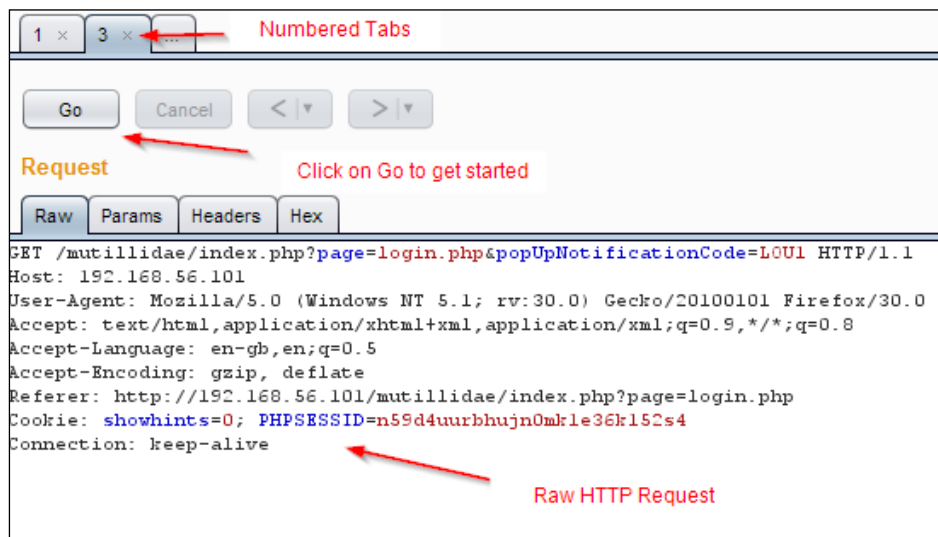 1 × 3 × ... Numbered Tabs
Go Cancel < > 
Request
Click on Go to get started
Raw Params Headers Hex
GET /mutillidae/index.php?page=login.php&popUpNotificationCode=LOU1 HTTP/1.1
Host: 192.168.56.101
User-Agent: Mozilla/5.0 (Windows NT 5.1; rv:30.0) Gecko/20100101 Firefox/30.0
Accept: text/html,application/xhtml+xml,application/xml;q=0.9,*/*;q=0.8
Accept-Language: en-gb,en;q=0.5
Accept-Encoding: gzip, deflate
Referer: http://192.168.56.101/mutillidae/index.php?page=login.php
Cookie: showhints=0; PHPSESSID=n59d4uurbhujn0mk1e36k152s4
Connection: keep-alive
Raw HTTP Request